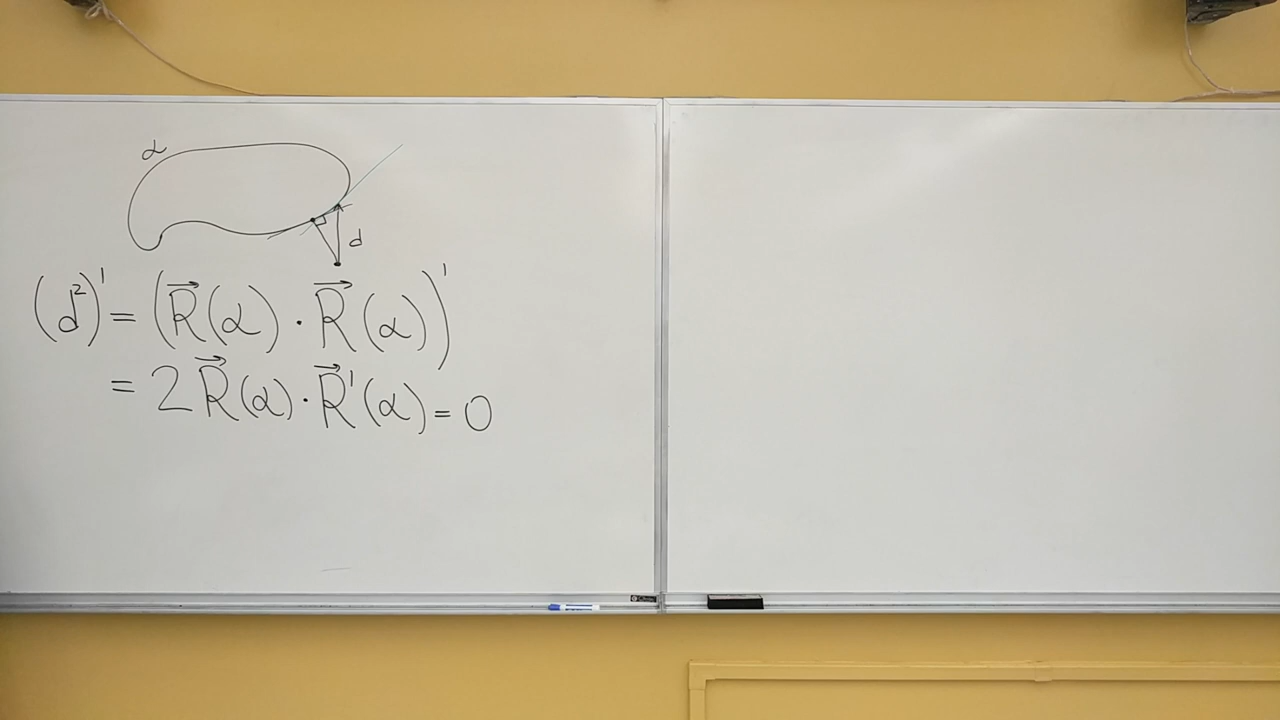 α
d
(d²)' = (R⃗(α) · R⃗(α))'
= 2R⃗(α) · R⃗'(α) = 0